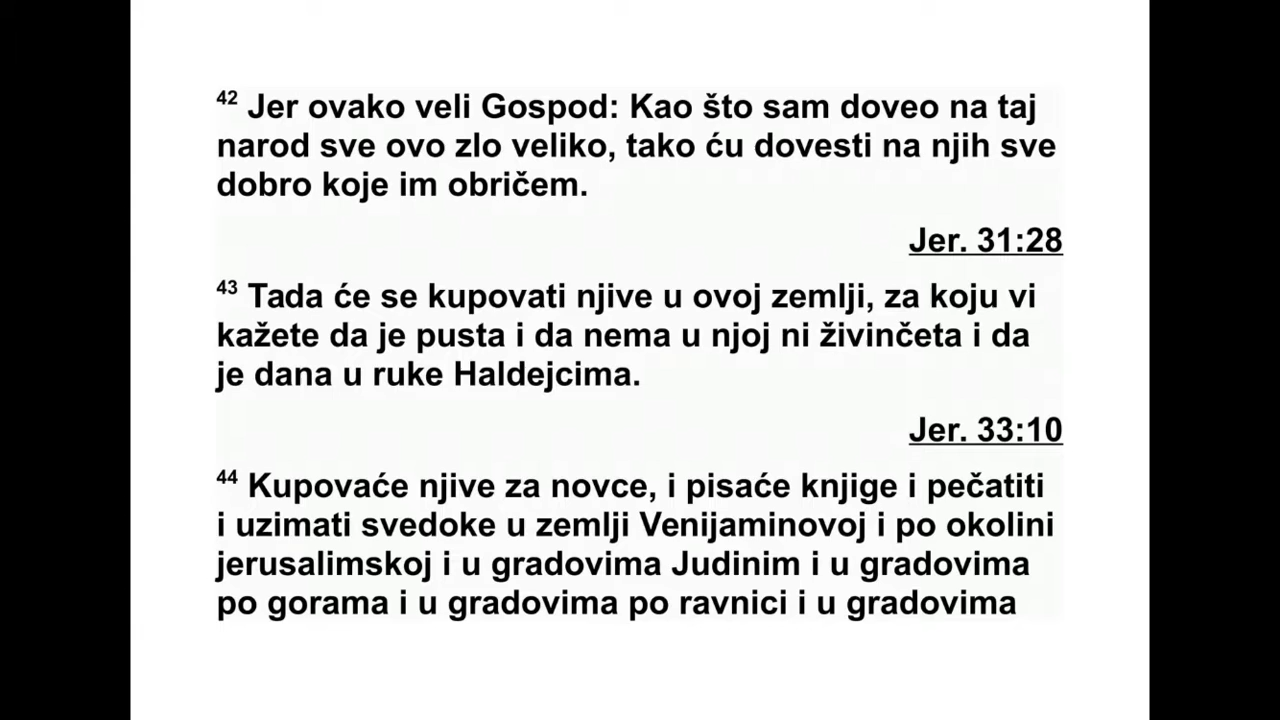 42 Jer ovako veli Gospod: Kao što sam doveo na taj
narod sve ovo zlo veliko, tako ću dovesti na njih sve
dobro koje im obričem.
Jer. 31:28
43 Tada će se kupovati njive u ovoj zemlji, za koju vi
kažete da je pusta i da nema u njoj ni živinčeta i da
je dana u ruke Haldejcima.
Jer. 33:10
44 Kupovaće njive za novce, i pisaće knjige i pečatiti
i uzimati svedoke u zemlji Venijaminovoj i po okolini
jerusalimskoj i u gradovima Judinim i u gradovima
po gorama i u gradovima po ravnici i u gradovima